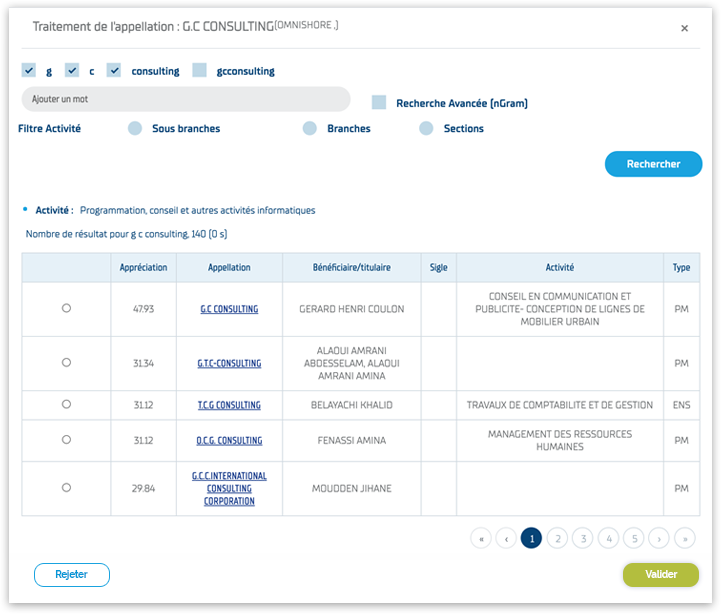 Traitement de l'appellation : G.C CONSULTING(OMNISHORE ,) ×
g c consulting gcconsulting
Ajouter un mot
Recherche Avancée (nGram)
Filtre Activité Sous branches Branches Sections
Rechercher
Activité : Programmation, conseil et autres activités informatiques
Nombre de résultat pour g c consulting, 140 (0 s)
Appréciation Appellation Bénéficiaire/titulaire Sigle Activité Type
47.93 G.C CONSULTING GERARD HENRI COULON CONSEIL EN COMMUNICATION ET PUBLICITE- CONCEPTION DE LIGNES DE MOBILIER URBAIN PM
31.34 G.T.C-CONSULTING ALAOUI AMRANI ABDESSELAM, ALAOUI AMRANI AMINA PM
31.12 T.C.G CONSULTING BELAYACHI KHALID TRAVAUX DE COMPTABILITE ET DE GESTION ENS
31.12 D.C.G. CONSULTING FENASSI AMINA MANAGEMENT DES RESSOURCES HUMAINES PM
29.84 G.C.C.INTERNATIONAL CONSULTING CORPORATION MOUDDEN JIHANE PM
« ‹ 1 2 3 4 5 › »
Rejeter Valider